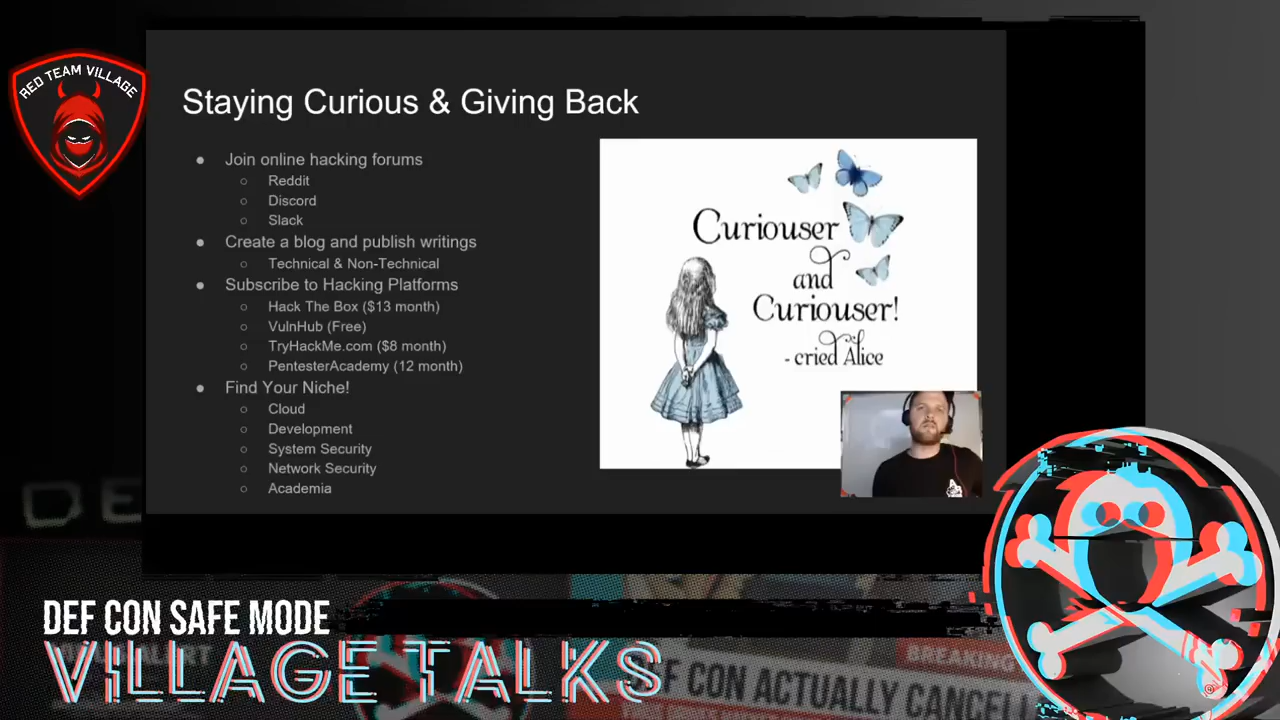 RED TEAM VILLAGE
Staying Curious & Giving Back
● Join online hacking forums
○ Reddit
○ Discord
○ Slack
● Create a blog and publish writings
○ Technical & Non-Technical
● Subscribe to Hacking Platforms
○ Hack The Box ($13 month)
○ VulnHub (Free)
○ TryHackMe.com ($8 month)
○ PentesterAcademy (12 month)
● Find Your Niche!
○ Cloud
○ Development
○ System Security
○ Network Security
○ Academia
Curiouser
and
Curiouser!
- cried Alice
DE
DEF CON SAFE MODE
VILLAGE TALKS
BREAKING
DEF CON ACTUALLY CANCELL